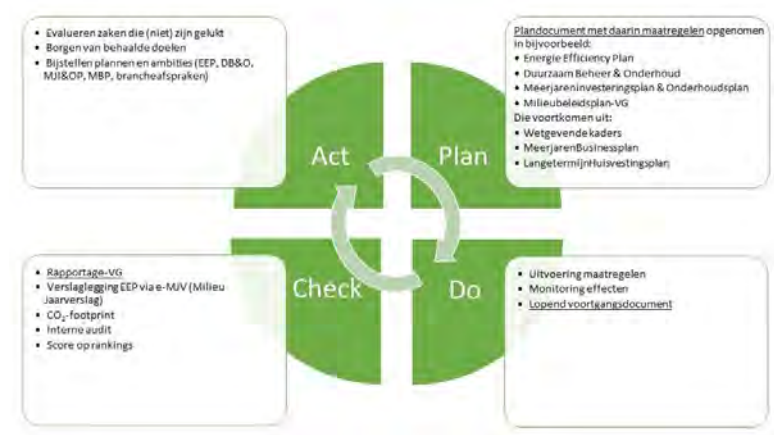 • Evalueren zaken die (niet) zijn gelukt
• Borgen van behaalde doelen
• Bijstellen plannen en ambities (EEP, DB&O,
MJI&OP, MBP, brancheafspraken)
Act
Plandocument met daarin maatregelen opgenomen
in bijvoorbeeld:
• Energie Efficiency Plan
• Duurzaam Beheer & Onderhoud
• Meerjareninvesteringsplan & Onderhoudsplan
• Milieubeleidsplan-VG
Die voortkomen uit:
• Wetgevende kaders
• MeerjarenBusinessplan
• LangetermijnHuisvestingsplan
Plan
• Rapportage-VG
• Verslaglegging EEP via e-MJV (Milieu
Jaarverslag)
• CO₂-footprint
• Interne audit
• Score op rankings
Check
• Uitvoering maatregelen
• Monitoring effecten
• Lopend voortgangsdocument
Do